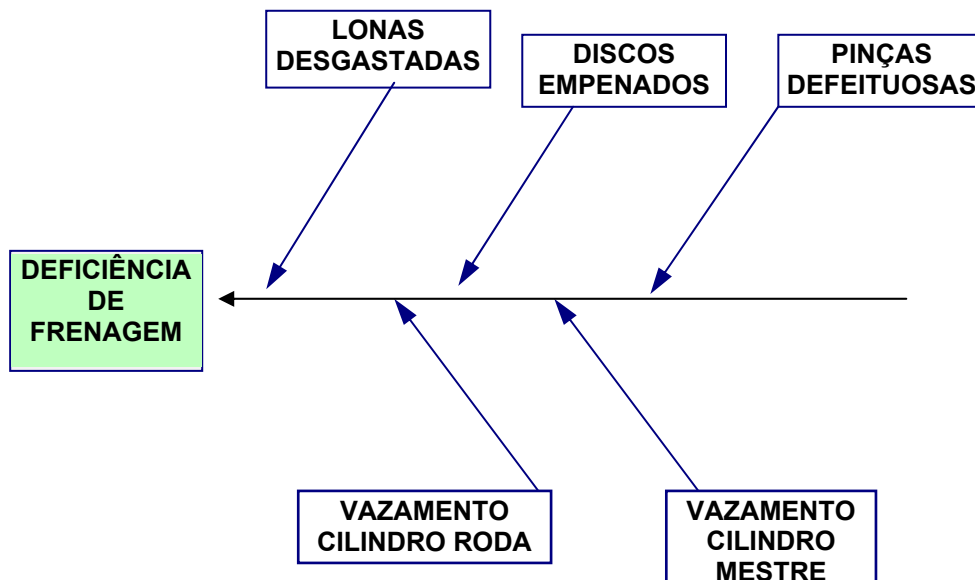 LONAS
DESGASTADAS
DISCOS
EMPENADOS
PINÇAS
DEFEITUOSAS
DEFICIÊNCIA
DE
FRENAGEM
VAZAMENTO
CILINDRO RODA
VAZAMENTO
CILINDRO
MESTRE